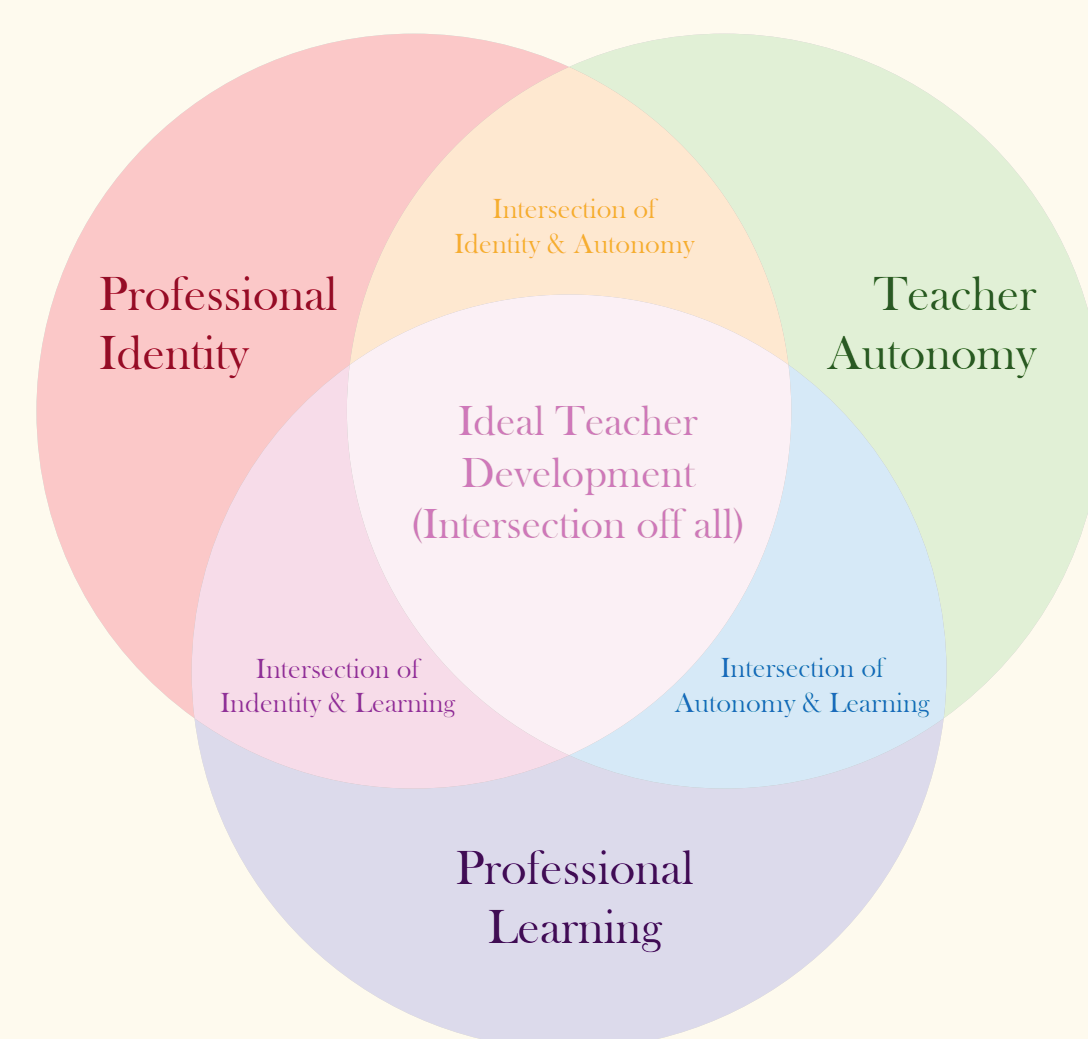 Intersection of
Identity & Autonomy
Professional
Identity
Teacher
Autonomy
Ideal Teacher
Development
(Intersection off all)
Intersection of
Indentity & Learning
Intersection of
Autonomy & Learning
Professional
Learning